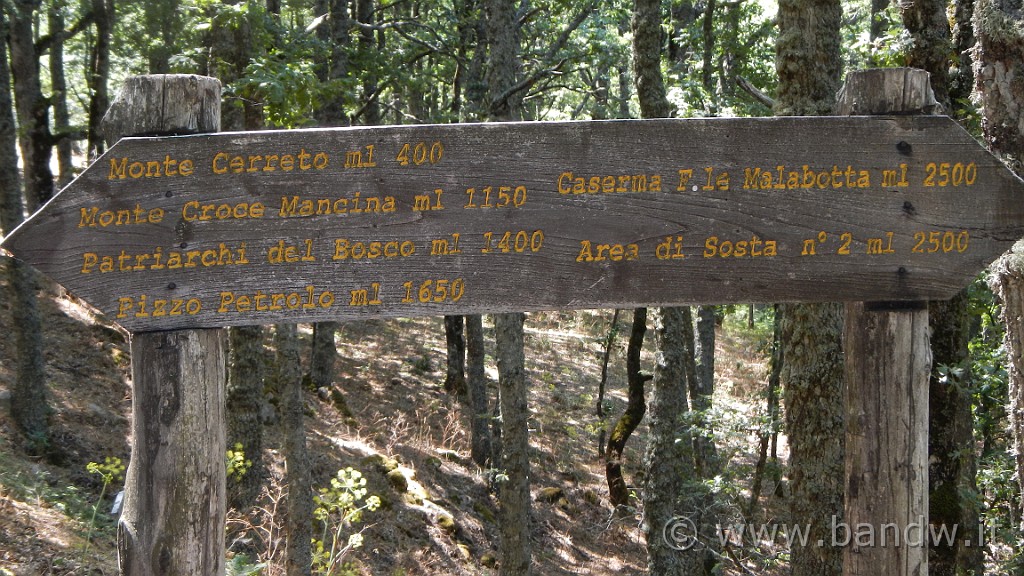 Monte Cerreto ml 400
Monte Croce Mancina ml 1150
Patriarchi del Bosco ml 1400
Pizzo Petrolo ml 1650
Caserma F.le Malabotta ml 2500
Area di Sosta n° 2 ml 2500
© www.bandw.it